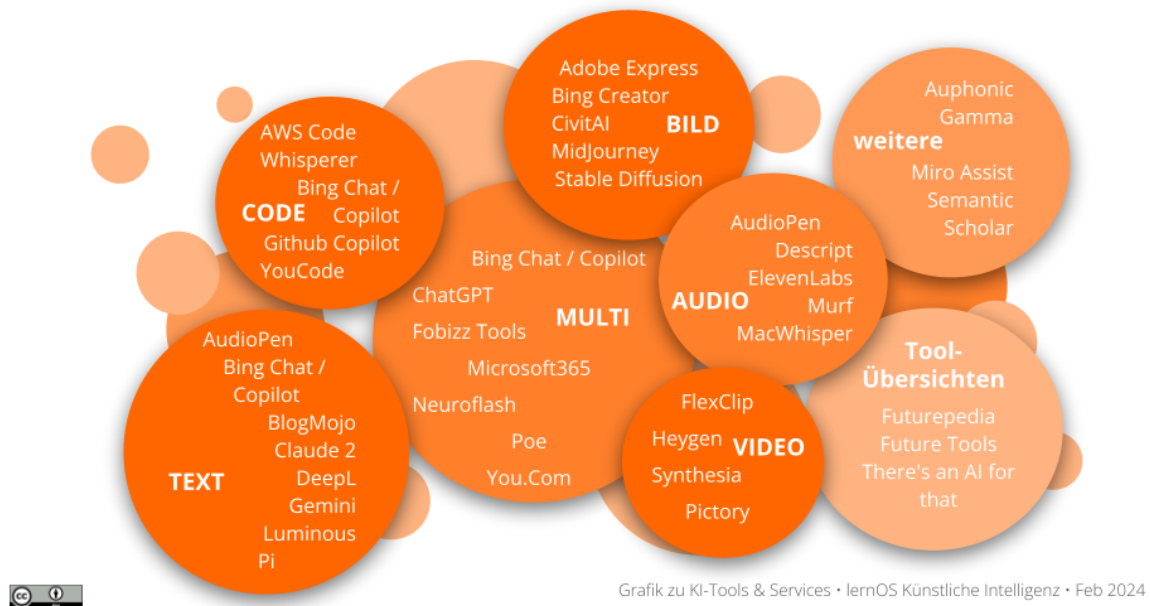 Adobe Express
Bing Creator
CivitAI
BILD
MidJourney
Stable Diffusion
Auphonic
Gamma
weitere
Miro Assist
Semantic
Scholar
AWS Code
Whisperer
Bing Chat /
CODE
Copilot
Github Copilot
YouCode
Bing Chat / Copilot
ChatGPT
MULTI
Fobizz Tools
Microsoft365
Neuroflash
Poe
You.Com
AudioPen
Descript
ElevenLabs
AUDIO
Murf
MacWhisper
AudioPen
Bing Chat /
Copilot
BlogMojo
Claude 2
TEXT
DeepL
Gemini
Luminous
Pi
FlexClip
Heygen
VIDEO
Synthesia
Pictory
Tool-
Übersichten
Futurepedia
Future Tools
There's an AI for
that
Grafik zu KI-Tools & Services • lernOS Künstliche Intelligenz • Feb 2024
cc